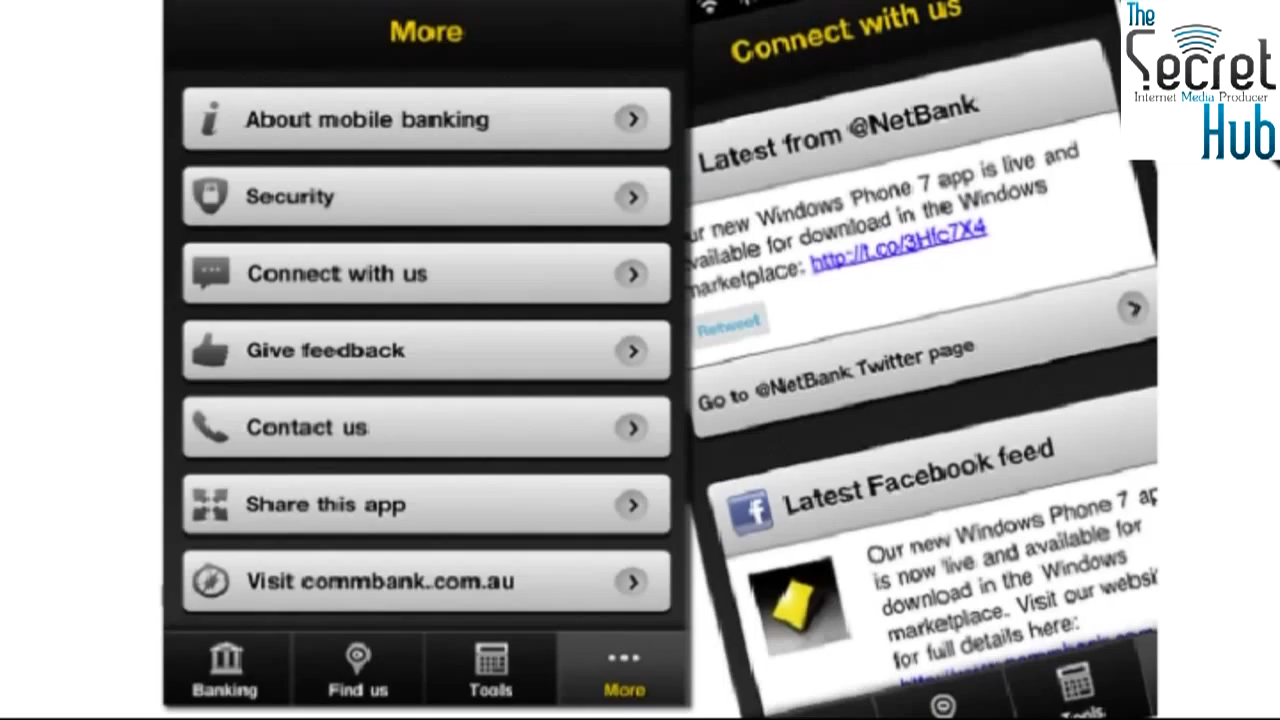 More
About mobile banking
Security
Connect with us
Give feedback
Contact us
Share this app
Visit commbank.com.au
Banking
Find us
Tools
More
Connect with us
Latest from @NetBank
ur new Windows Phone 7 app is live and
vailable for download in the Windows
marketplace: http://t.co/3Hfc7X4
Retweet
Go to @NetBank Twitter page
Latest Facebook feed
Our new Windows Phone 7 ap
is now live and available for
download in the Windows
marketplace. Visit our websi
for full details here:
Tools
The
Secret
Internet Media Producer
Hub